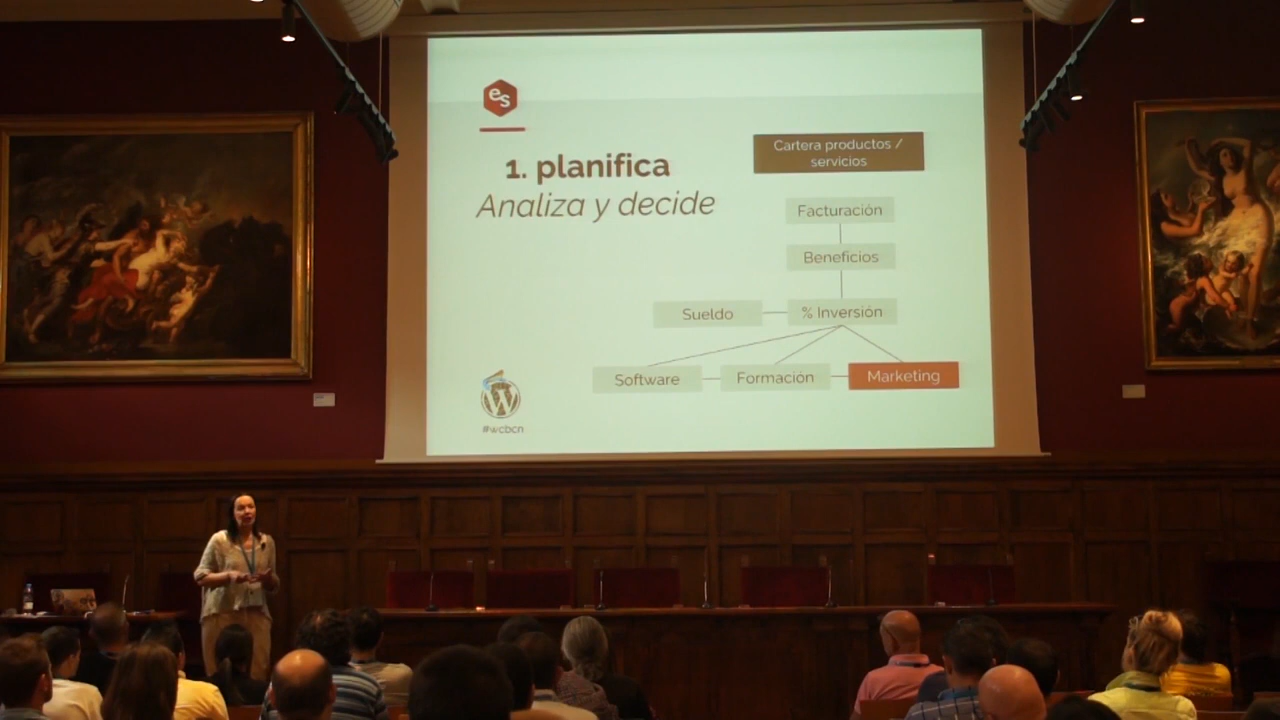 es
1. planifica
Analiza y decide
Cartera productos /
servicios
Facturación
Beneficios
Sueldo
% Inversión
Software
Formación
Marketing
W
#wcbcn